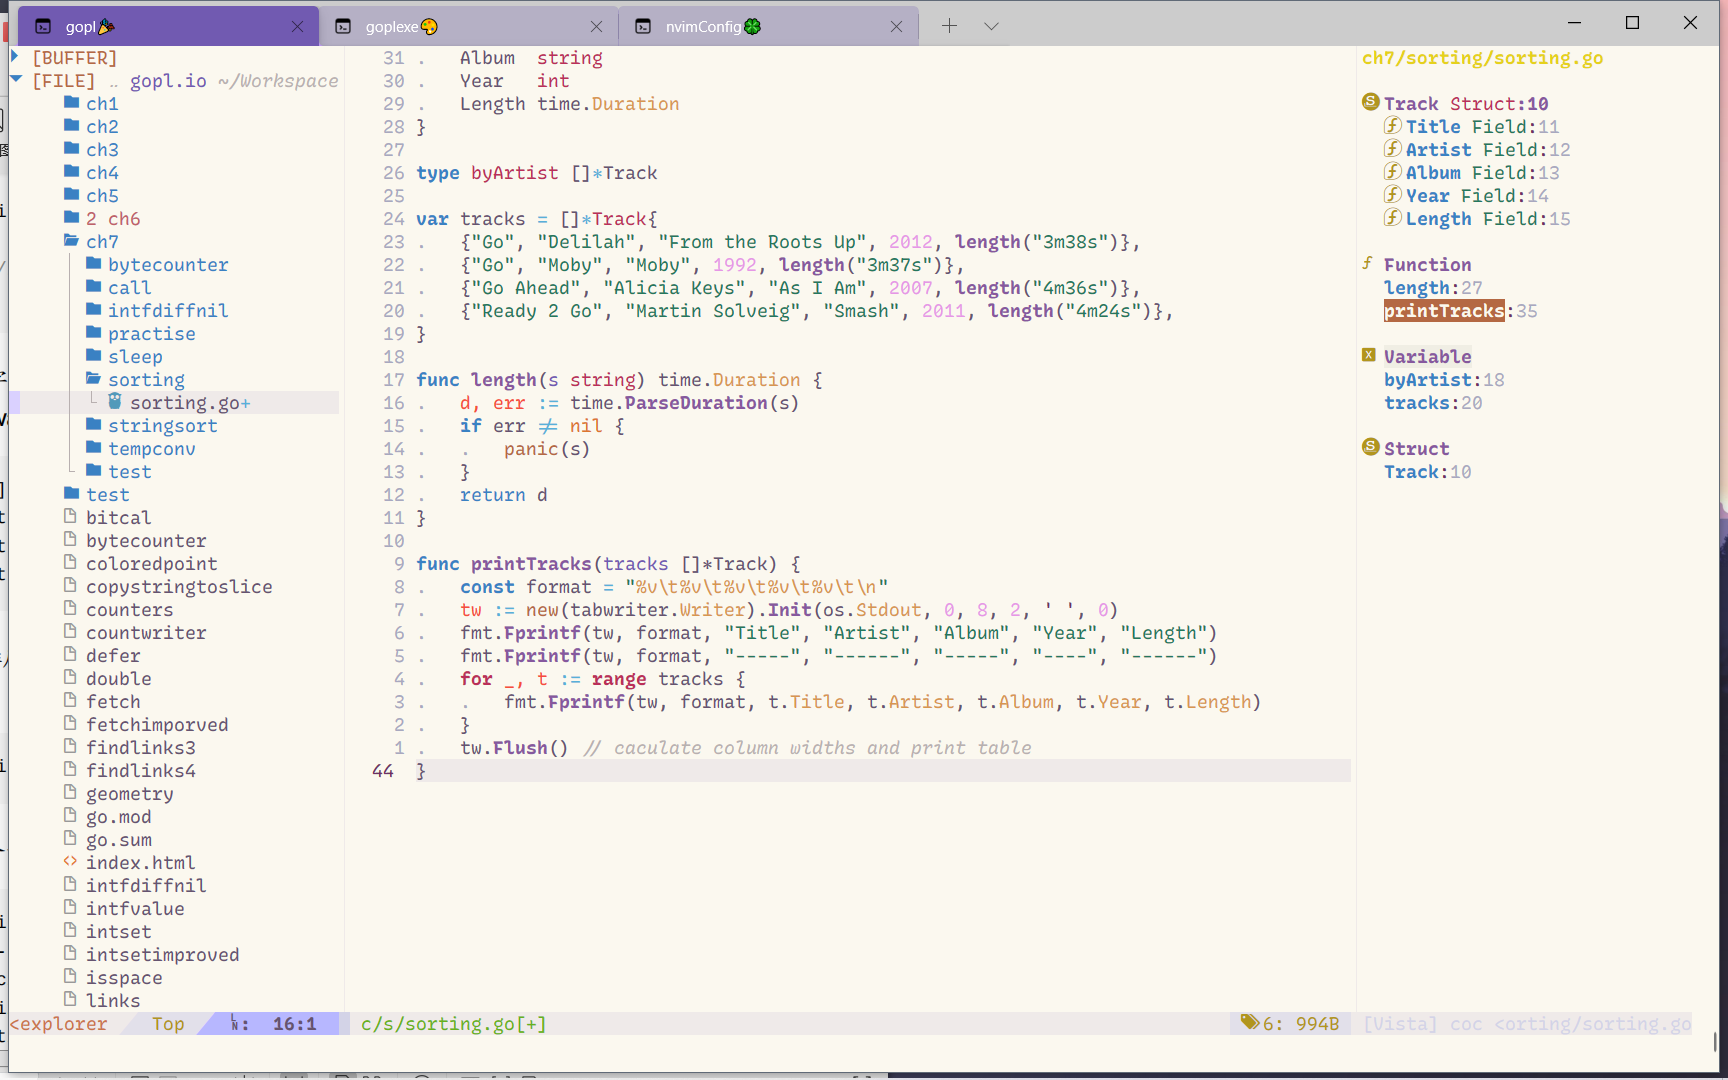 gopl🎉
goplexe🎨
nvimConfig🍀
[BUFFER]
[FILE] .. gopl.io ~/Workspace
ch1
ch2
ch3
ch4
ch5
2 ch6
ch7
bytecounter
call
intfdiffnil
practise
sleep
sorting
sorting.go+
stringsort
tempconv
test
test
bitcal
bytecounter
coloredpoint
copystringtoslice
counters
countwriter
defer
double
fetch
fetchimporved
findlinks3
findlinks4
geometry
go.mod
go.sum
index.html
intfdiffnil
intfvalue
intset
intsetimproved
isspace
links
<explorer Top 16:1
31 . Album string
30 . Year int
29 . Length time.Duration
28 }
27
26 type byArtist []*Track
25
24 var tracks = []*Track{
23 . {"Go", "Delilah", "From the Roots Up", 2012, length("3m38s")},
22 . {"Go", "Moby", "Moby", 1992, length("3m37s")},
21 . {"Go Ahead", "Alicia Keys", "As I Am", 2007, length("4m36s")},
20 . {"Ready 2 Go", "Martin Solveig", "Smash", 2011, length("4m24s")},
19 }
18
17 func length(s string) time.Duration {
16 . d, err := time.ParseDuration(s)
15 . if err != nil {
14 . . panic(s)
13 . }
12 . return d
11 }
10
9 func printTracks(tracks []*Track) {
8 . const format = "%v\t%v\t%v\t%v\t%v\t\n"
7 . tw := new(tabwriter.Writer).Init(os.Stdout, 0, 8, 2, ' ', 0)
6 . fmt.Fprintf(tw, format, "Title", "Artist", "Album", "Year", "Length")
5 . fmt.Fprintf(tw, format, "-----", "------", "-----", "----", "------")
4 . for _, t := range tracks {
3 . . fmt.Fprintf(tw, format, t.Title, t.Artist, t.Album, t.Year, t.Length)
2 . }
1 . tw.Flush() // caculate column widths and print table
44 }
c/s/sorting.go[+]
6: 994B
ch7/sorting/sorting.go
S Track Struct:10
f Title Field:11
f Artist Field:12
f Album Field:13
f Year Field:14
f Length Field:15
f Function
length:27
printTracks:35
X Variable
byArtist:18
tracks:20
S Struct
Track:10
[Vista] coc <orting/sorting.go